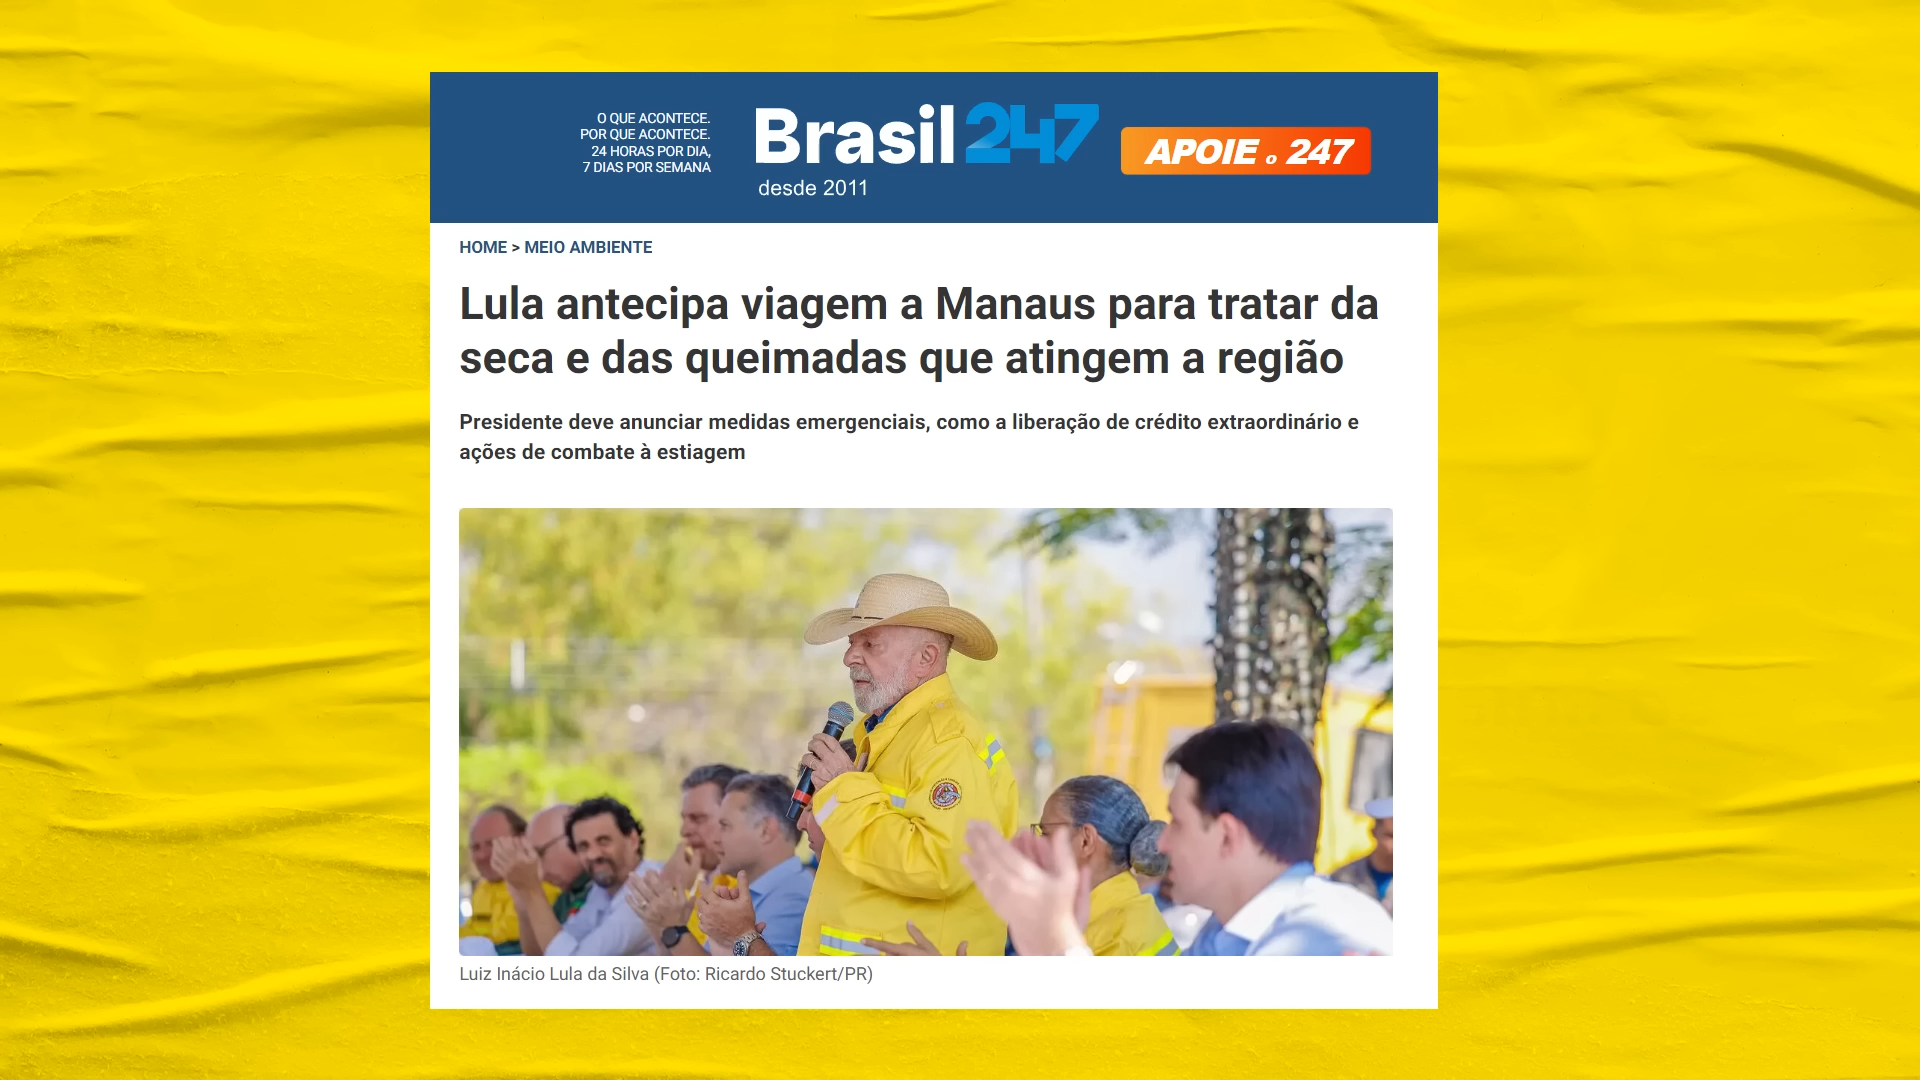 O QUE ACONTECE.
POR QUE ACONTECE.
24 HORAS POR DIA,
7 DIAS POR SEMANA
Brasil 247
desde 2011
APOIE o 247
HOME > MEIO AMBIENTE
Lula antecipa viagem a Manaus para tratar da
seca e das queimadas que atingem a região
Presidente deve anunciar medidas emergenciais, como a liberação de crédito extraordinário e
ações de combate à estiagem
Luiz Inácio Lula da Silva (Foto: Ricardo Stuckert/PR)